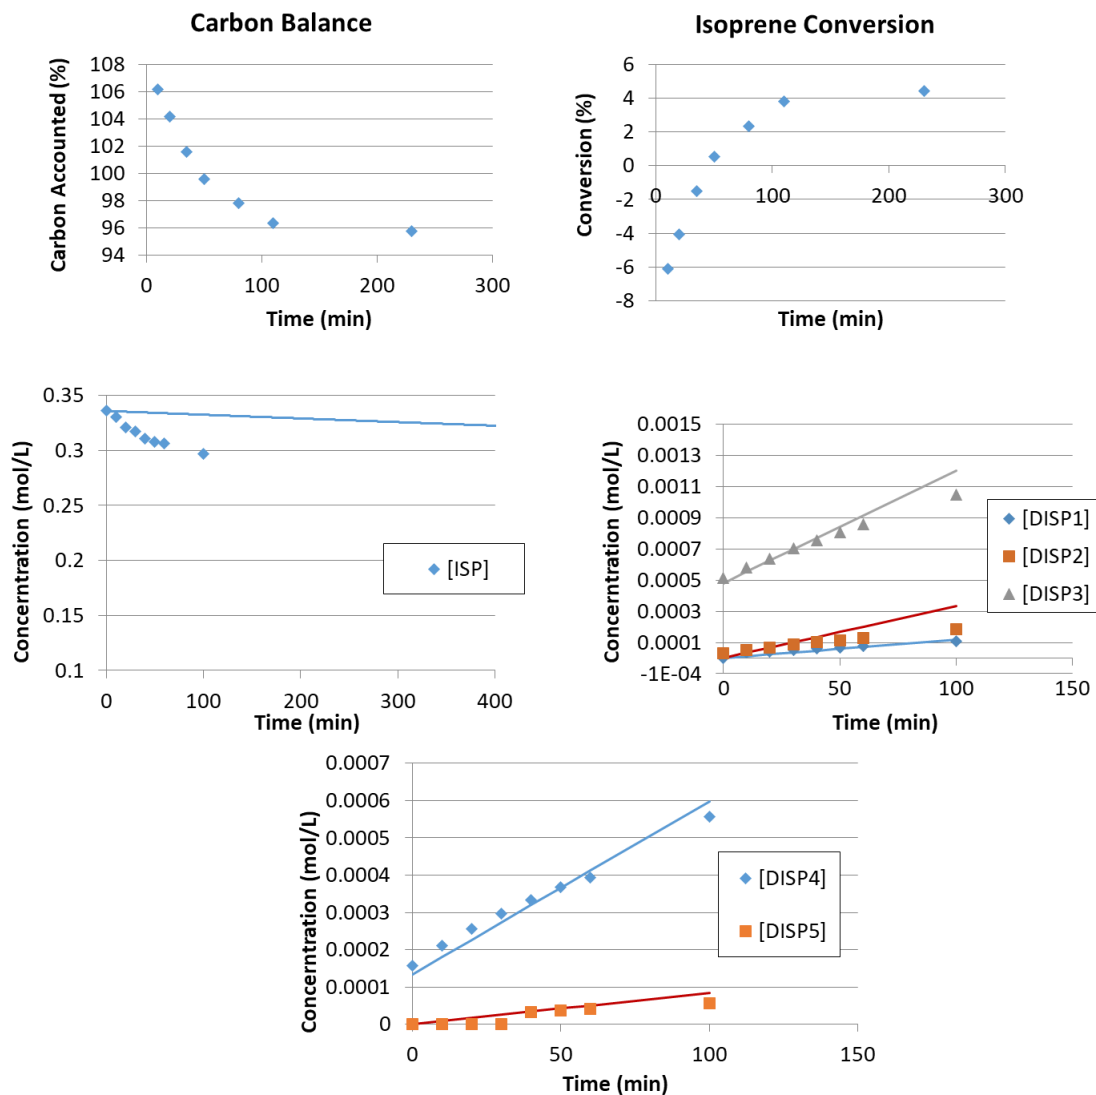 Carbon Balance
Carbon Accounted (%)
108
106
104
102
100
98
96
94
0 100 200 300
Time (min)
Isoprene Conversion
Conversion (%)
6
4
2
0
-2
-4
-6
-8
0 100 200 300
Time (min)
Concerntration (mol/L)
0.35
0.3
0.25
0.2
0.15
0.1
0 100 200 300 400
Time (min)
[ISP]
Concerntration (mol/L)
0.0015
0.0013
0.0011
0.0009
0.0007
0.0005
0.0003
0.0001
-1E-04
0 50 100 150
Time (min)
[DISP1]
[DISP2]
[DISP3]
Concerntration (mol/L)
0.0007
0.0006
0.0005
0.0004
0.0003
0.0002
0.0001
0
0 50 100 150
Time (min)
[DISP4]
[DISP5]